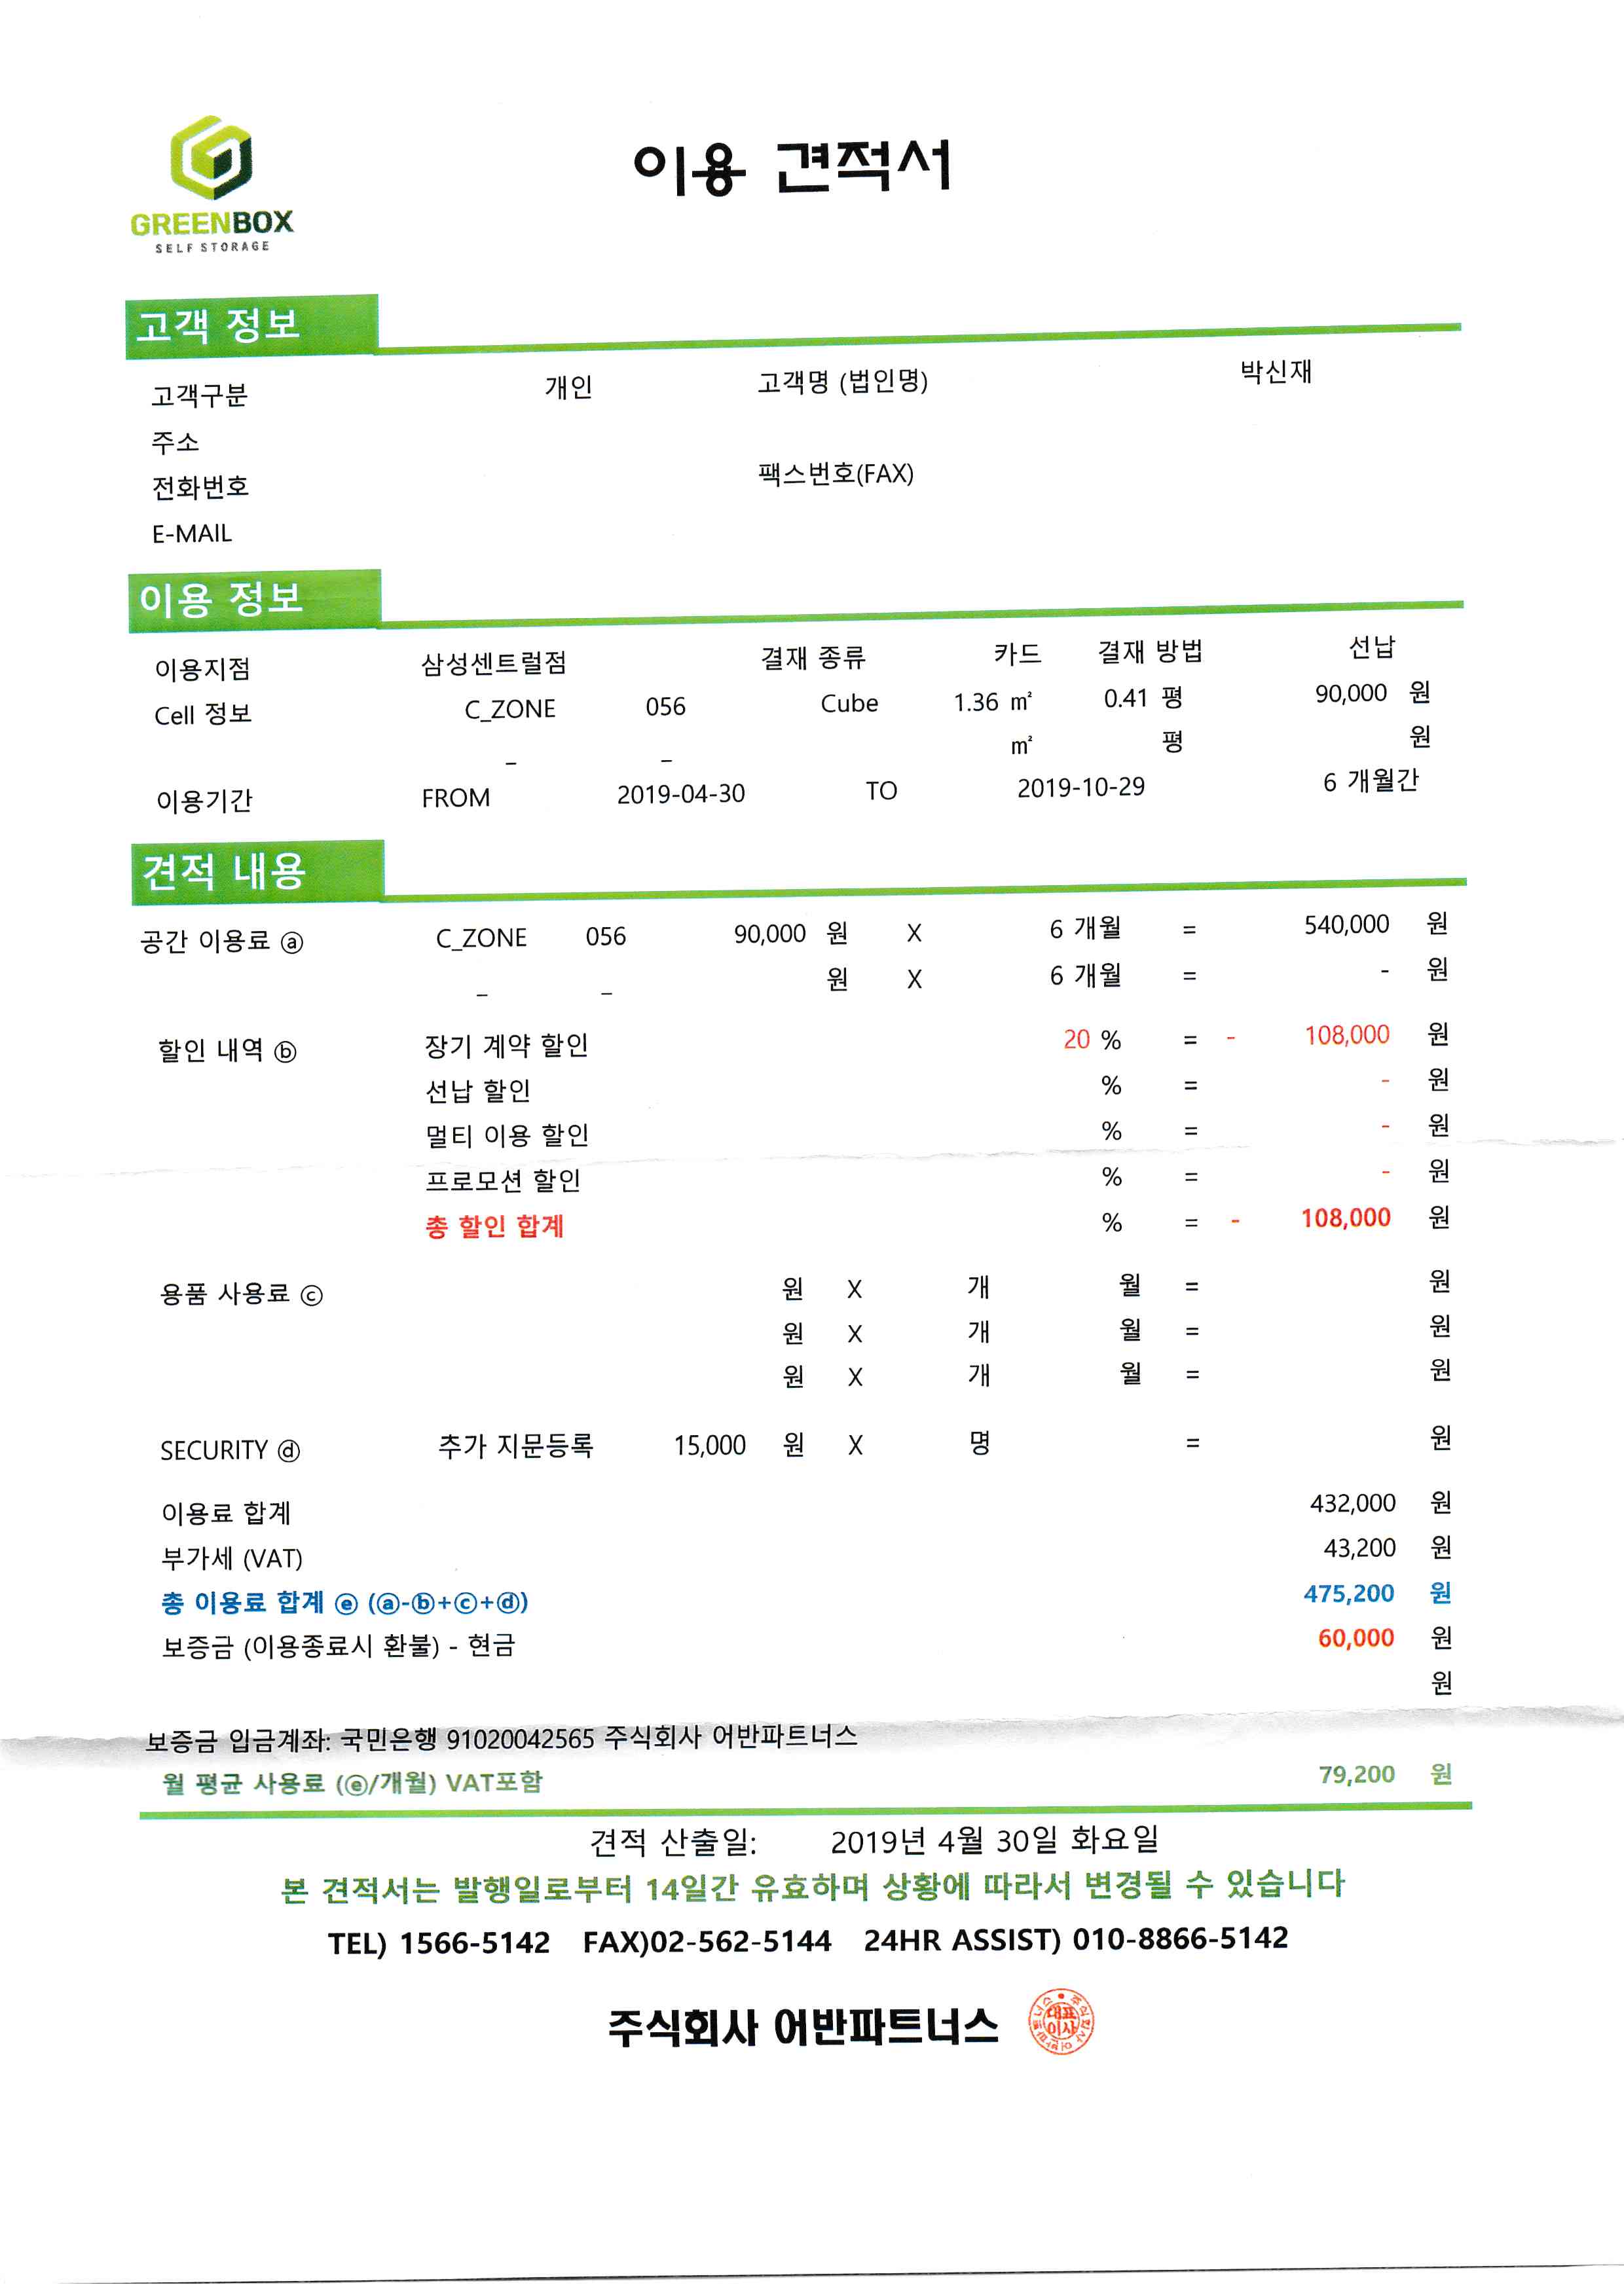 GREENBOX
SELF STORAGE
이용 견적서
고객 정보
고객구분 개인 고객명 (법인명) 박신재
주소
전화번호 팩스번호(FAX)
E-MAIL
이용 정보
이용지점 삼성센트럴점 결재 종류 카드 결재 방법 선납
Cell 정보 C_ZONE 056 Cube 1.36 ㎡ 0.41 평 90,000 원
_ _ ㎡ 평 원
이용기간 FROM 2019-04-30 TO 2019-10-29 6 개월간
견적 내용
공간 이용료 ⓐ C_ZONE 056 90,000 원 X 6 개월 = 540,000 원
_ _ 원 X 6 개월 = - 원
할인 내역 ⓑ 장기 계약 할인 20 % = - 108,000 원
선납 할인 % = - 원
멀티 이용 할인 % = - 원
프로모션 할인 % = - 원
총 할인 합계 % = - 108,000 원
용품 사용료 ⓒ 원 X 개 월 = 원
원 X 개 월 = 원
원 X 개 월 = 원
SECURITY ⓓ 추가 지문등록 15,000 원 X 명 = 원
이용료 합계 432,000 원
부가세 (VAT) 43,200 원
총 이용료 합계 ⓔ (ⓐ-ⓑ+ⓒ+ⓓ) 475,200 원
보증금 (이용종료시 환불) - 현금 60,000 원
원
보증금 입금계좌: 국민은행 91020042565 주식회사 어반파트너스
월 평균 사용료 (ⓔ/개월) VAT포함 79,200 원
견적 산출일: 2019년 4월 30일 화요일
본 견적서는 발행일로부터 14일간 유효하며 상황에 따라서 변경될 수 있습니다
TEL) 1566-5142 FAX)02-562-5144 24HR ASSIST) 010-8866-5142
주식회사 어반파트너스
대표
이사
주식회사 어반파트너스